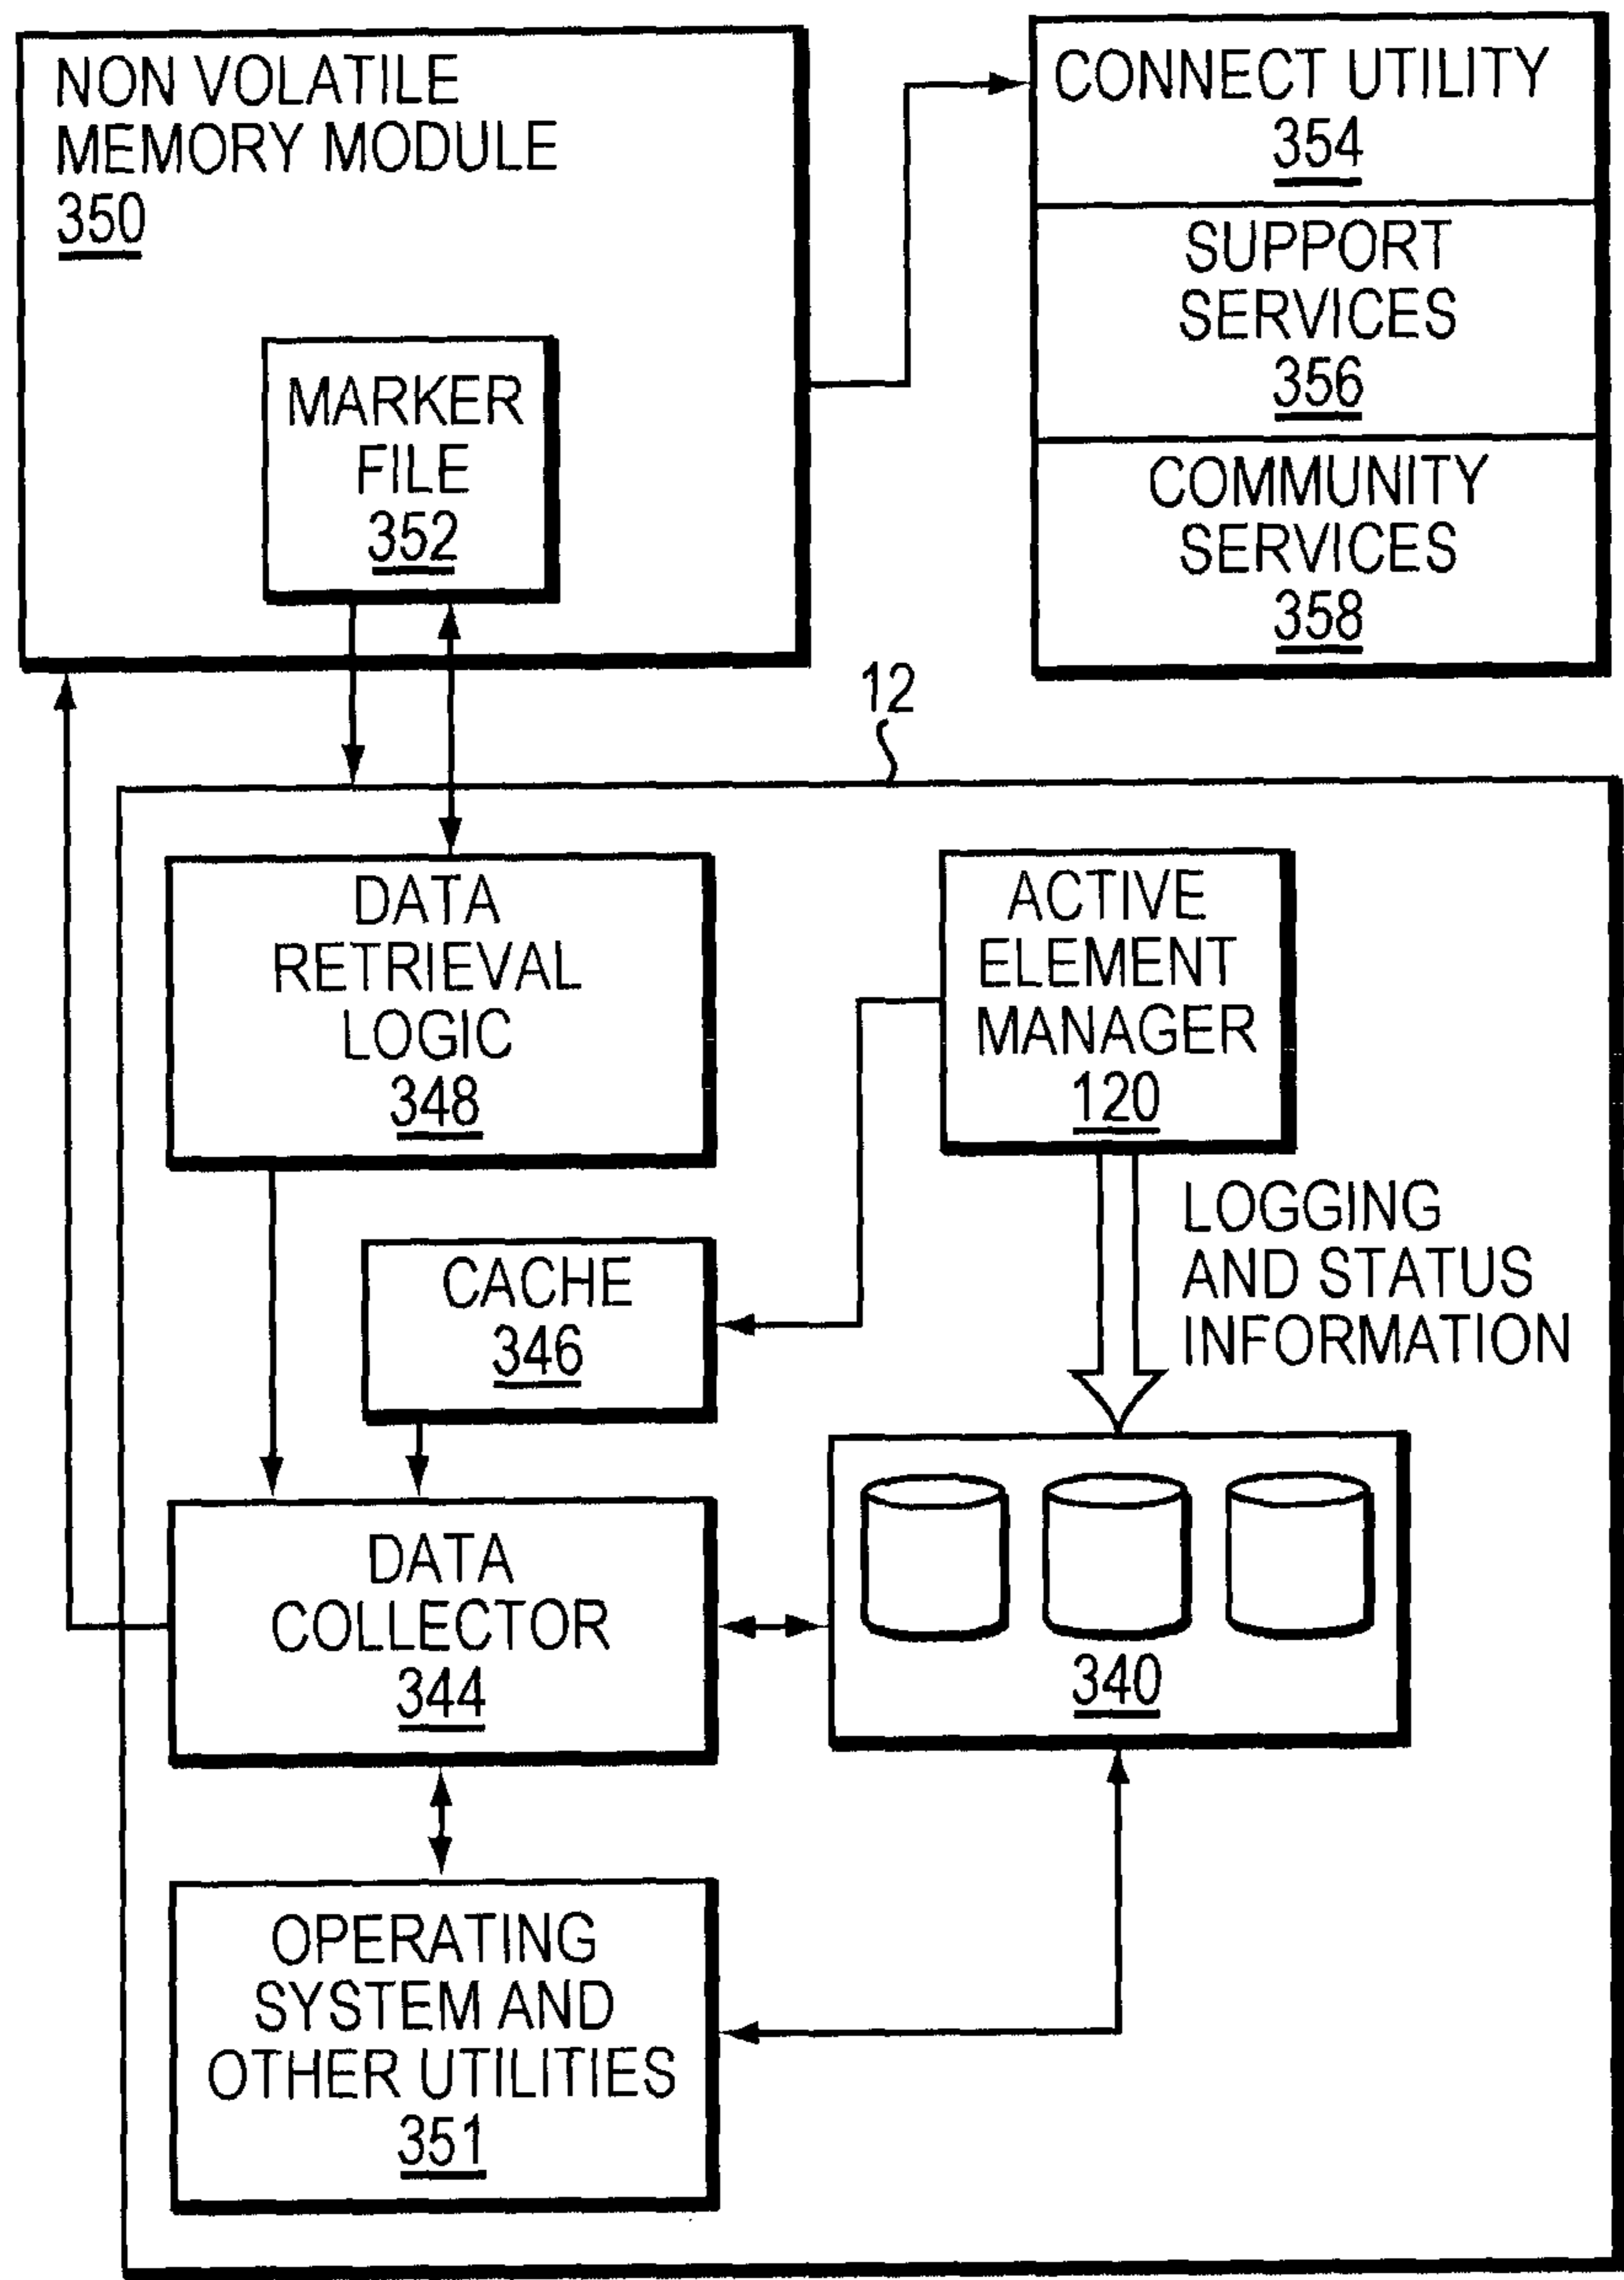 NON VOLATILE
MEMORY MODULE
350
MARKER
FILE
352
CONNECT UTILITY
354
SUPPORT
SERVICES
356
COMMUNITY
SERVICES
358
12
DATA
RETRIEVAL
LOGIC
348
ACTIVE
ELEMENT
MANAGER
120
LOGGING
AND STATUS
INFORMATION
CACHE
346
DATA
COLLECTOR
344
340
OPERATING
SYSTEM AND
OTHER UTILITIES
351